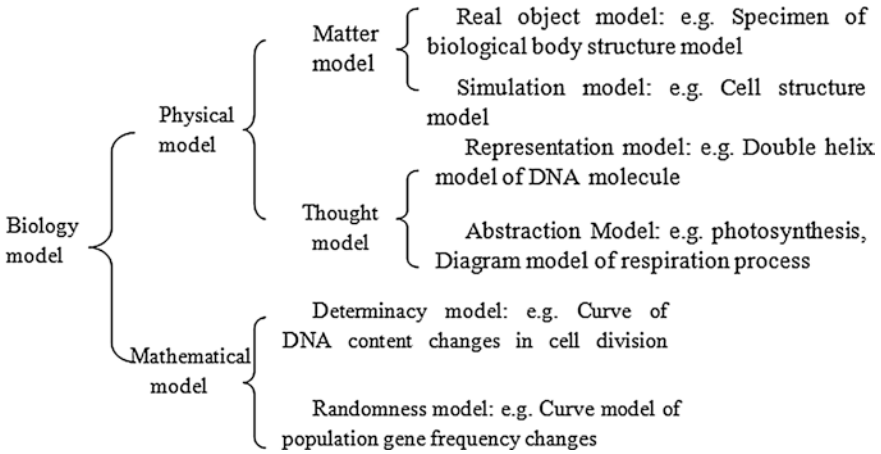 Real object model: e.g. Specimen of
biological body structure model
Matter
model
Simulation model: e.g. Cell structure
model
Physical
model
Representation model: e.g. Double helix
model of DNA molecule
Thought
model
Abstraction Model: e.g. photosynthesis,
Diagram model of respiration process
Biology
model
Determinacy model: e.g. Curve of
DNA content changes in cell division
Mathematical
model
Randomness model: e.g. Curve model of
population gene frequency changes